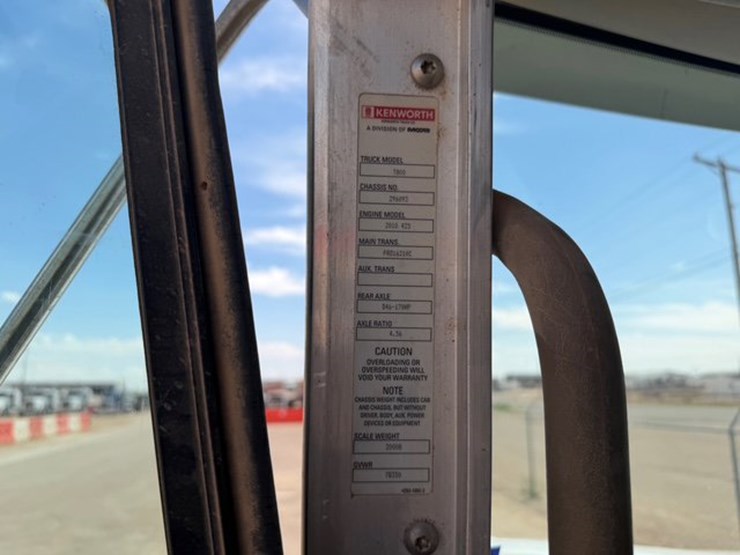 KENWORTH
A DIVISION OF PACCAR
TRUCK MODEL
T800
CHASSIS NO.
ENGINE MODEL
MAIN TRANS.
AUX. TRANS
REAR AXLE
AXLE RATIO
4.56
CAUTION
OVERLOADING OR
OVERSPEEDING WILL
VOID YOUR WARRANTY
NOTE
CHASSIS WEIGHT INCLUDES CAB
AND CHASSIS, BUT WITHOUT
DRIVER, BODY, AUX. POWER
DEVICES OR EQUIPMENT
SCALE WEIGHT
GVWR